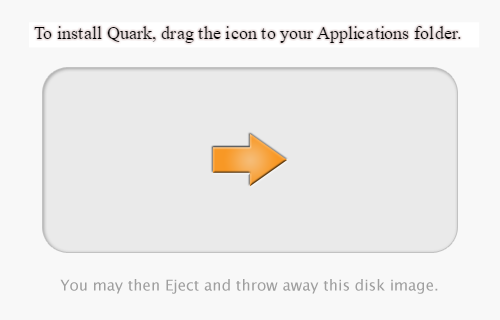 To install Quark, drag the icon to your Applications folder.
You may then Eject and throw away this disk image.